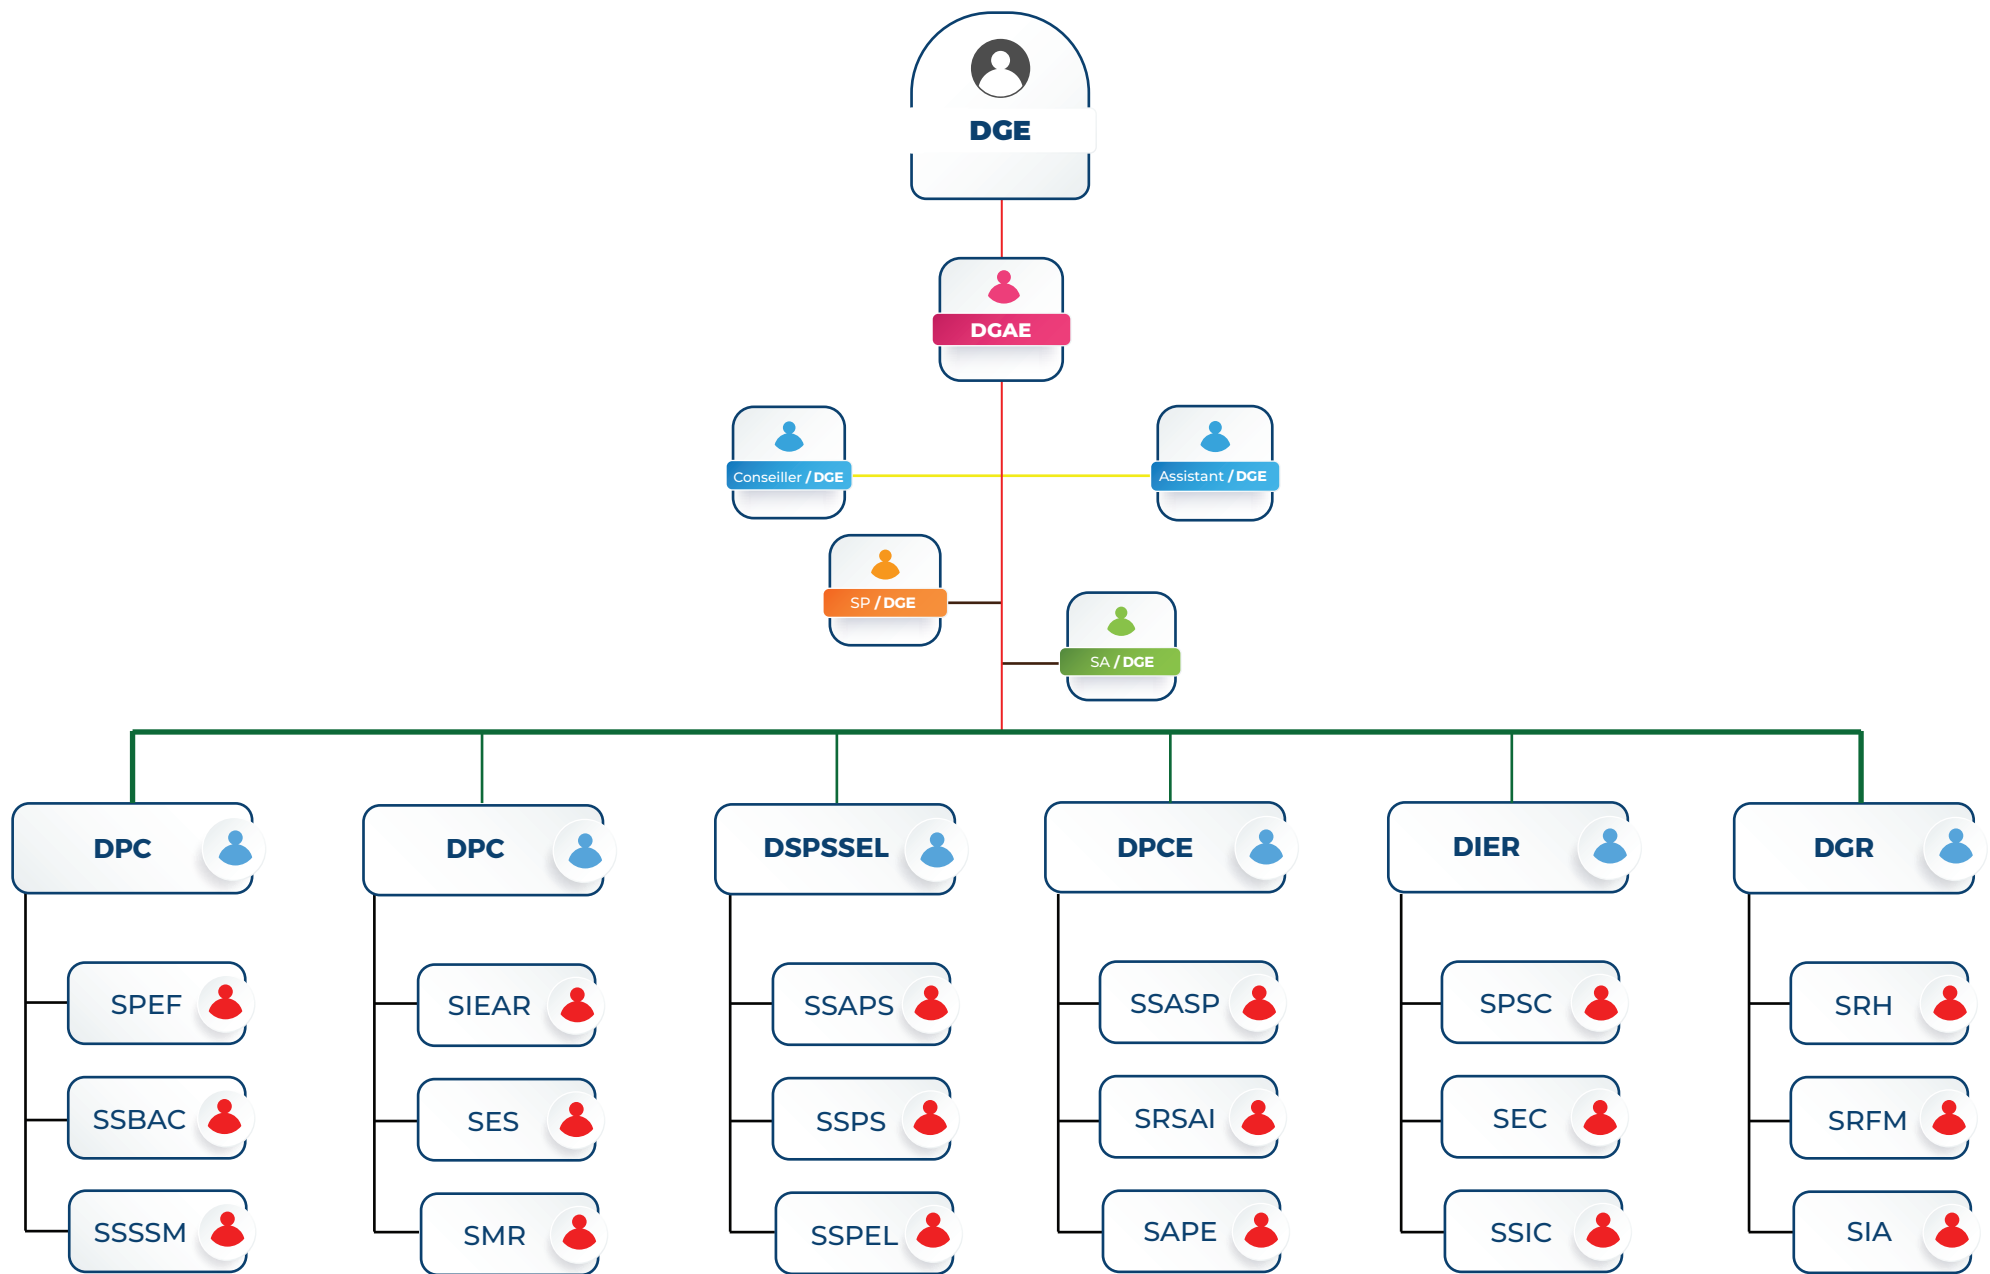 DGE
DGAE
Conseiller / DGE
Assistant / DGE
SP / DGE
SA / DGE
DPC
DPC
DSPSSEL
DPCE
DIER
DGR
SPEF
SIEAR
SSAPS
SSASP
SPSC
SRH
SSBAC
SES
SSPS
SRSAI
SEC
SRFM
SSSSM
SMR
SSPEL
SAPE
SSIC
SIA